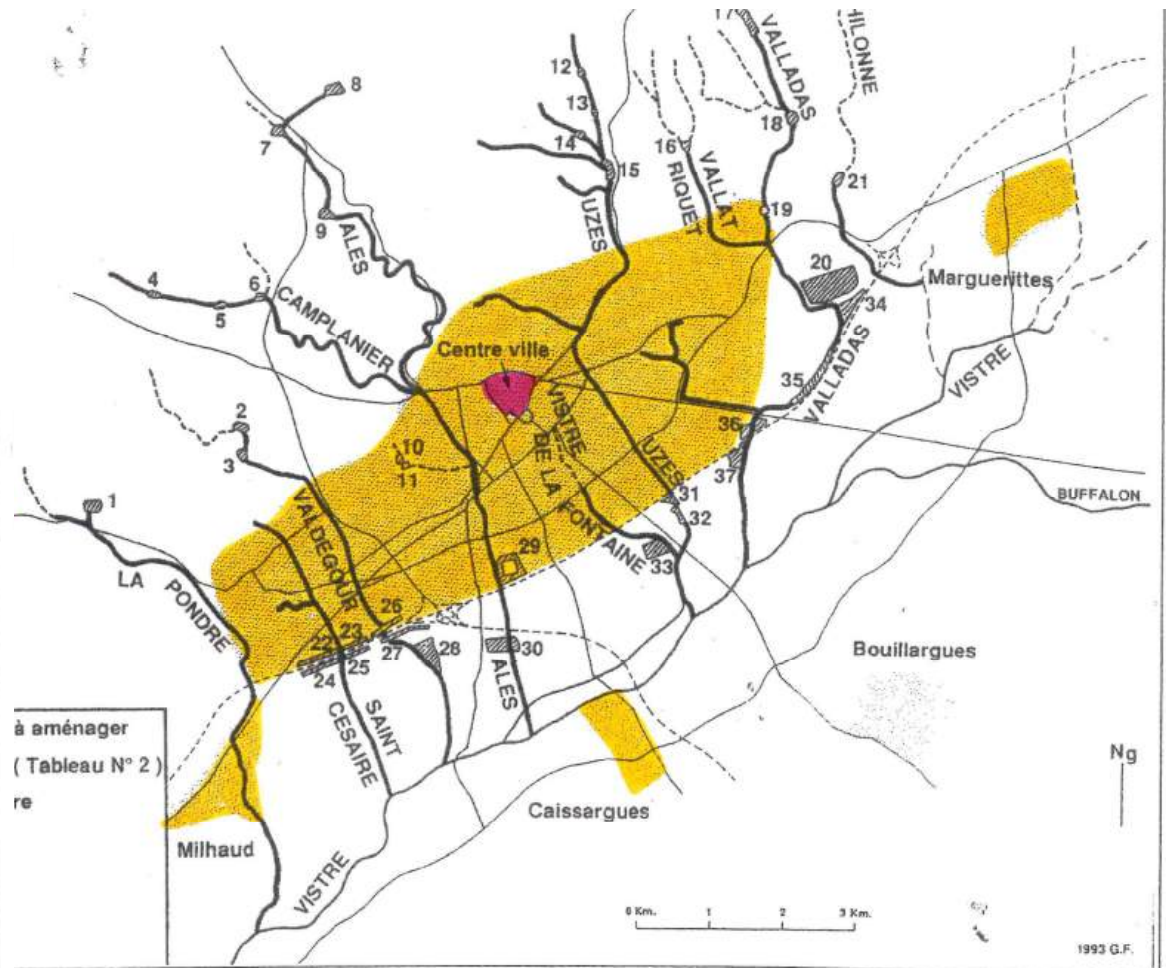 17
VALLADAS
HILONNE
12
8
13
7
14
18
16
15
VALLAT
RIQUET
21
UZES
19
9
ALES
4
6
5
CAMPLANIER
20
Marguerittes
34
Centre ville
VISTRE
35
VALLADAS
VISTRE
DE LA FONTAINE
2
36
3
10
11
37
UZES
31
BUFFALON
1
32
VALDEGOUR
LA PONDRE
29
33
26
23
22
27
28
30
25
24
ALES
Bouillargues
SAINT CESAIRE
à aménager
( Tableau N° 2 )
re
Ng
Caissargues
Milhaud
VISTRE
0 Km.
1
2
3 Km.
1993 G.F.